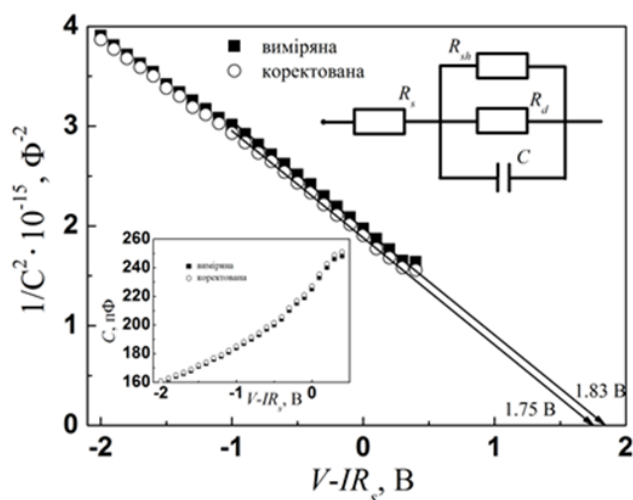 4
3
2
1
0
1/C² · 10⁻¹⁵ , Ф⁻²
виміряна
коректована
R_sh
R_s
R_d
C
260
240
220
200
180
160
C, пФ
виміряна
коректована
-2
-1
0
V-IR_s, В
1.83 В
1.75 В
-2
-1
0
1
2
V-IR_s, В